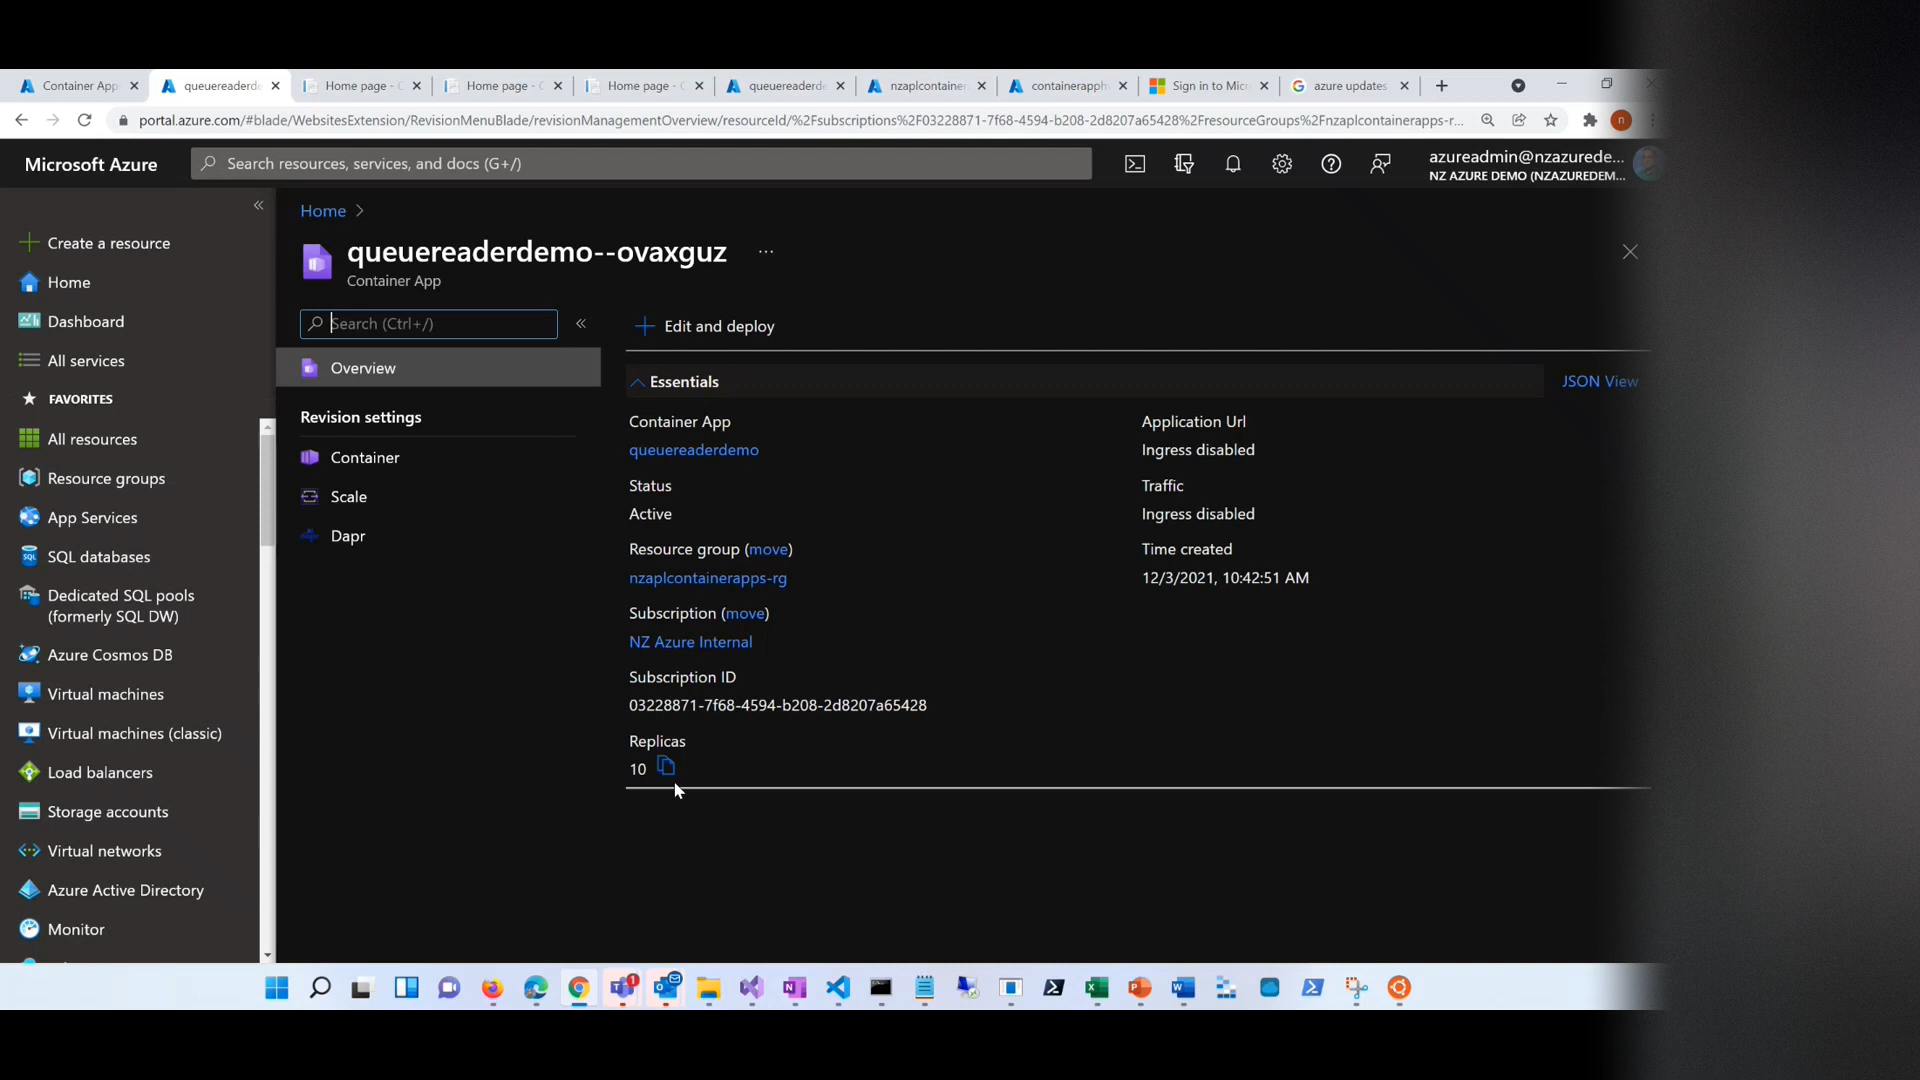 Container App
queuereaderde
Home page - C
Home page - C
Home page - C
queuereaderde
nzaplcontainer
containerapph
Sign in to Micr
azure updates
portal.azure.com/#blade/WebsitesExtension/RevisionMenuBlade/revisionManagementOverview/resourceId/%2Fsubscriptions%2F03228871-7f68-4594-b208-2d8207a65428%2FresourceGroups%2Fnzaplcontainerapps-r...
n
Microsoft Azure
Search resources, services, and docs (G+/)
azureadmin@nzazurede...
NZ AZURE DEMO (NZAZUREDEM...
Home
queuereaderdemo--ovaxguz
...
Container App
Search (Ctrl+/)
Edit and deploy
Create a resource
Home
Dashboard
All services
FAVORITES
All resources
Resource groups
App Services
SQL
SQL databases
Dedicated SQL pools
(formerly SQL DW)
Azure Cosmos DB
Virtual machines
Virtual machines (classic)
Load balancers
Storage accounts
Virtual networks
Azure Active Directory
Monitor
Overview
Revision settings
Container
Scale
Dapr
Essentials
JSON View
Container App
queuereaderdemo
Status
Active
Resource group (move)
nzaplcontainerapps-rg
Subscription (move)
NZ Azure Internal
Subscription ID
03228871-7f68-4594-b208-2d8207a65428
Replicas
10
Application Url
Ingress disabled
Traffic
Ingress disabled
Time created
12/3/2021, 10:42:51 AM
1